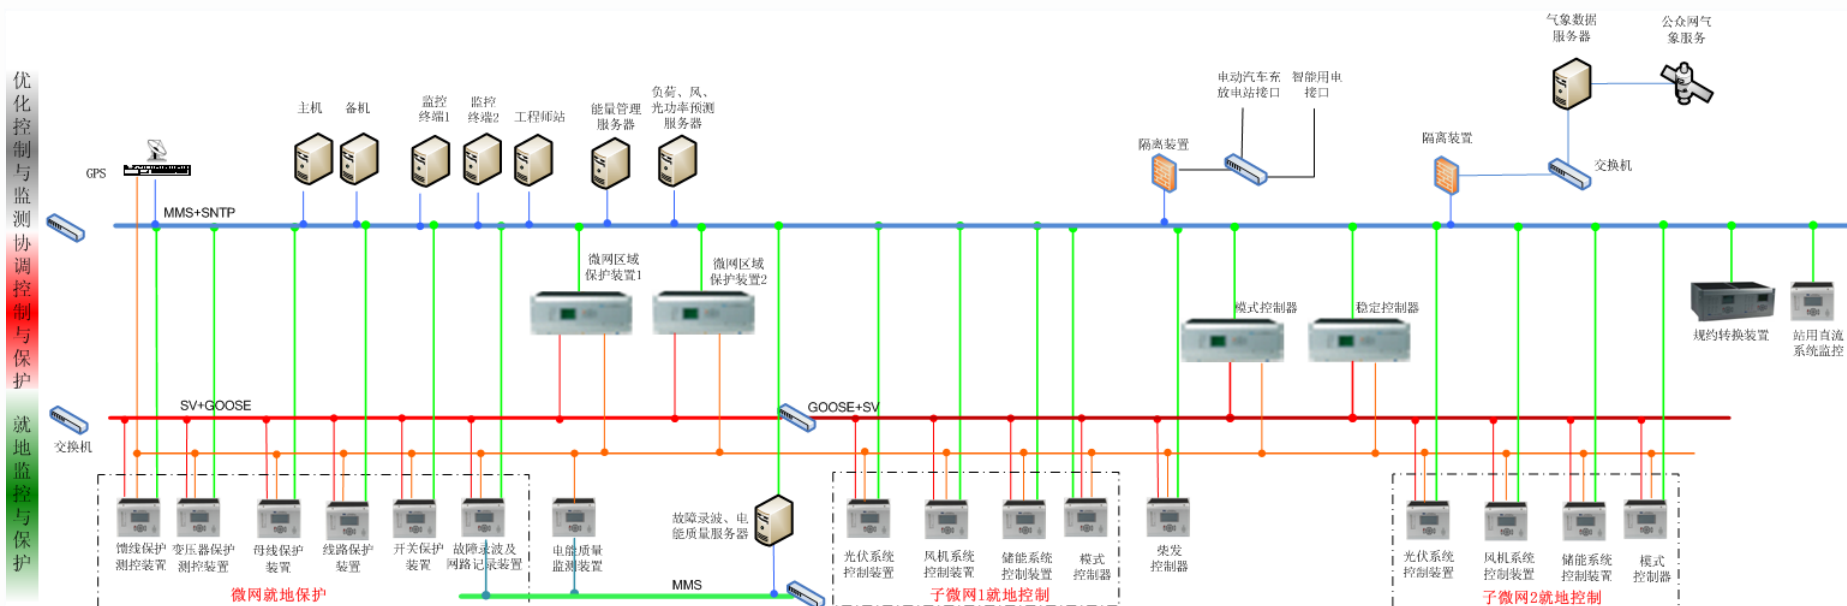 优化控制与监测
协调控制与保护
就地监控与保护
气象数据
服务器
公众网气
象服务
电动汽车充
放电站接口
智能用电
接口
主机
备机
监控
终端1
监控
终端2
工程师站
能量管理
服务器
负荷、风、
光功率预测
服务器
隔离装置
隔离装置
交换机
GPS
MMS+SNTP
微网区域
保护装置1
微网区域
保护装置2
模式控制器
稳定控制器
规约转换装置
站用直流
系统监控
SV+GOOSE
GOOSE+SV
交换机
故障录波、电
能质量服务器
馈线保护
测控装置
变压器保护
测控装置
母线保护
装置
线路保护
装置
开关保护
装置
故障录波及
网路记录装置
电能质量
监测装置
光伏系统
控制装置
风机系统
控制装置
储能系统
控制装置
模式
控制器
柴发
控制器
光伏系统
控制装置
风机系统
控制装置
储能系统
控制装置
模式
控制器
MMS
微网就地保护
子微网1就地控制
子微网2就地控制